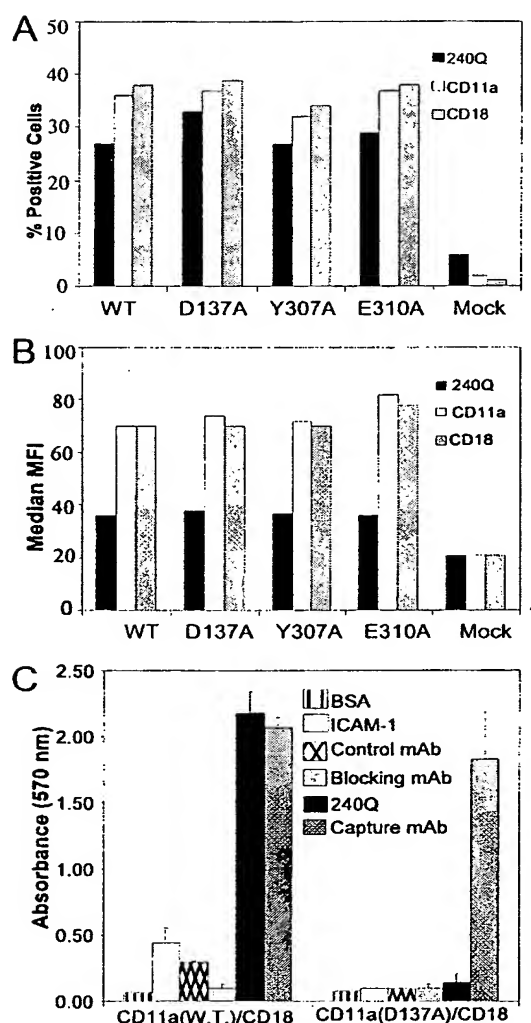 A
50
40
30
20
10
0
% Positive Cells
240Q
CD11a
CD18
WT D137A Y307A E310A Mock
B
100
80
60
40
20
0
Median MFI
240Q
CD11a
CD18
WT D137A Y307A E310A Mock
C
2.50
2.00
1.50
1.00
0.50
0.00
Absorbance (570 nm)
BSA
ICAM-1
Control mAb
Blocking mAb
240Q
Capture mAb
CD11a(W.T.)/CD18 CD11a(D137A)/CD18